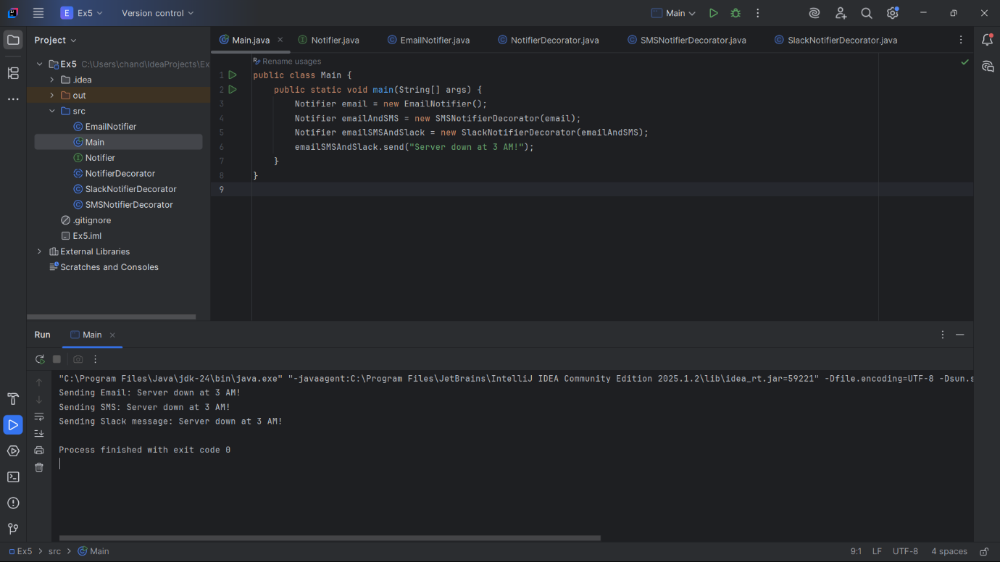 E Ex5 Version control Main
Project
Main.java Notifier.java EmailNotifier.java NotifierDecorator.java SMSNotifierDecorator.java SlackNotifierDecorator.java
Ex5 C:\Users\chand\IdeaProjects\Ex
.idea
out
src
EmailNotifier
Main
Notifier
NotifierDecorator
SlackNotifierDecorator
SMSNotifierDecorator
.gitignore
Ex5.iml
External Libraries
Scratches and Consoles
Rename usages
1 public class Main {
2 public static void main(String[] args) {
3 Notifier email = new EmailNotifier();
4 Notifier emailAndSMS = new SMSNotifierDecorator(email);
5 Notifier emailSMSAndSlack = new SlackNotifierDecorator(emailAndSMS);
6 emailSMSAndSlack.send("Server down at 3 AM!");
7 }
8 }
9
Run Main
"C:\Program Files\Java\jdk-24\bin\java.exe" "-javaagent:C:\Program Files\JetBrains\IntelliJ IDEA Community Edition 2025.1.2\lib\idea_rt.jar=59221" -Dfile.encoding=UTF-8 -Dsun.s
Sending Email: Server down at 3 AM!
Sending SMS: Server down at 3 AM!
Sending Slack message: Server down at 3 AM!
Process finished with exit code 0
Ex5 > src > Main 9:1 LF UTF-8 4 spaces